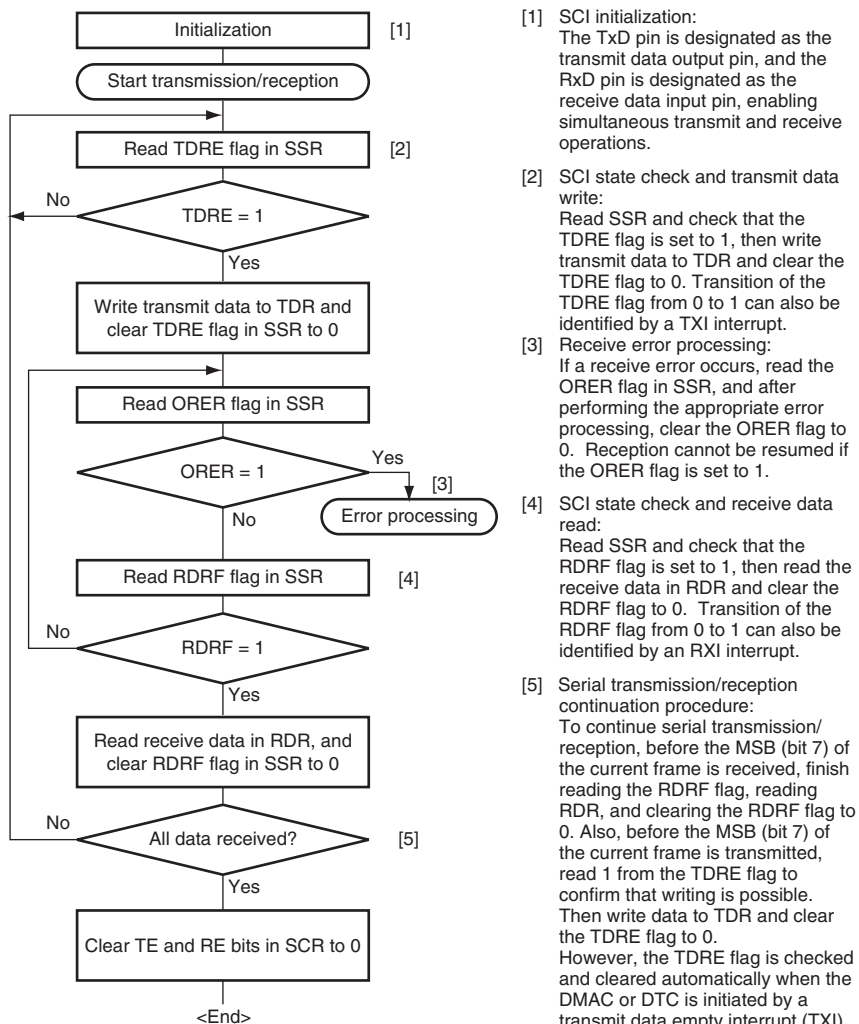 Initialization
[1]
Start transmission/reception
Read TDRE flag in SSR
[2]
No
TDRE = 1
Yes
Write transmit data to TDR and
clear TDRE flag in SSR to 0
Read ORER flag in SSR
ORER = 1
Yes
[3]
No
Error processing
Read RDRF flag in SSR
[4]
No
RDRF = 1
Yes
Read receive data in RDR, and
clear RDRF flag in SSR to 0
No
All data received?
[5]
Yes
Clear TE and RE bits in SCR to 0
<End>
[1] SCI initialization:
The TxD pin is designated as the
transmit data output pin, and the
RxD pin is designated as the
receive data input pin, enabling
simultaneous transmit and receive
operations.
[2] SCI state check and transmit data
write:
Read SSR and check that the
TDRE flag is set to 1, then write
transmit data to TDR and clear the
TDRE flag to 0. Transition of the
TDRE flag from 0 to 1 can also be
identified by a TXI interrupt.
[3] Receive error processing:
If a receive error occurs, read the
ORER flag in SSR, and after
performing the appropriate error
processing, clear the ORER flag to
0. Reception cannot be resumed if
the ORER flag is set to 1.
[4] SCI state check and receive data
read:
Read SSR and check that the
RDRF flag is set to 1, then read the
receive data in RDR and clear the
RDRF flag to 0. Transition of the
RDRF flag from 0 to 1 can also be
identified by an RXI interrupt.
[5] Serial transmission/reception
continuation procedure:
To continue serial transmission/
reception, before the MSB (bit 7) of
the current frame is received, finish
reading the RDRF flag, reading
RDR, and clearing the RDRF flag to
0. Also, before the MSB (bit 7) of
the current frame is transmitted,
read 1 from the TDRE flag to
confirm that writing is possible.
Then write data to TDR and clear
the TDRE flag to 0.
However, the TDRE flag is checked
and cleared automatically when the
DMAC or DTC is initiated by a
transmit data empty interrupt (TXI)